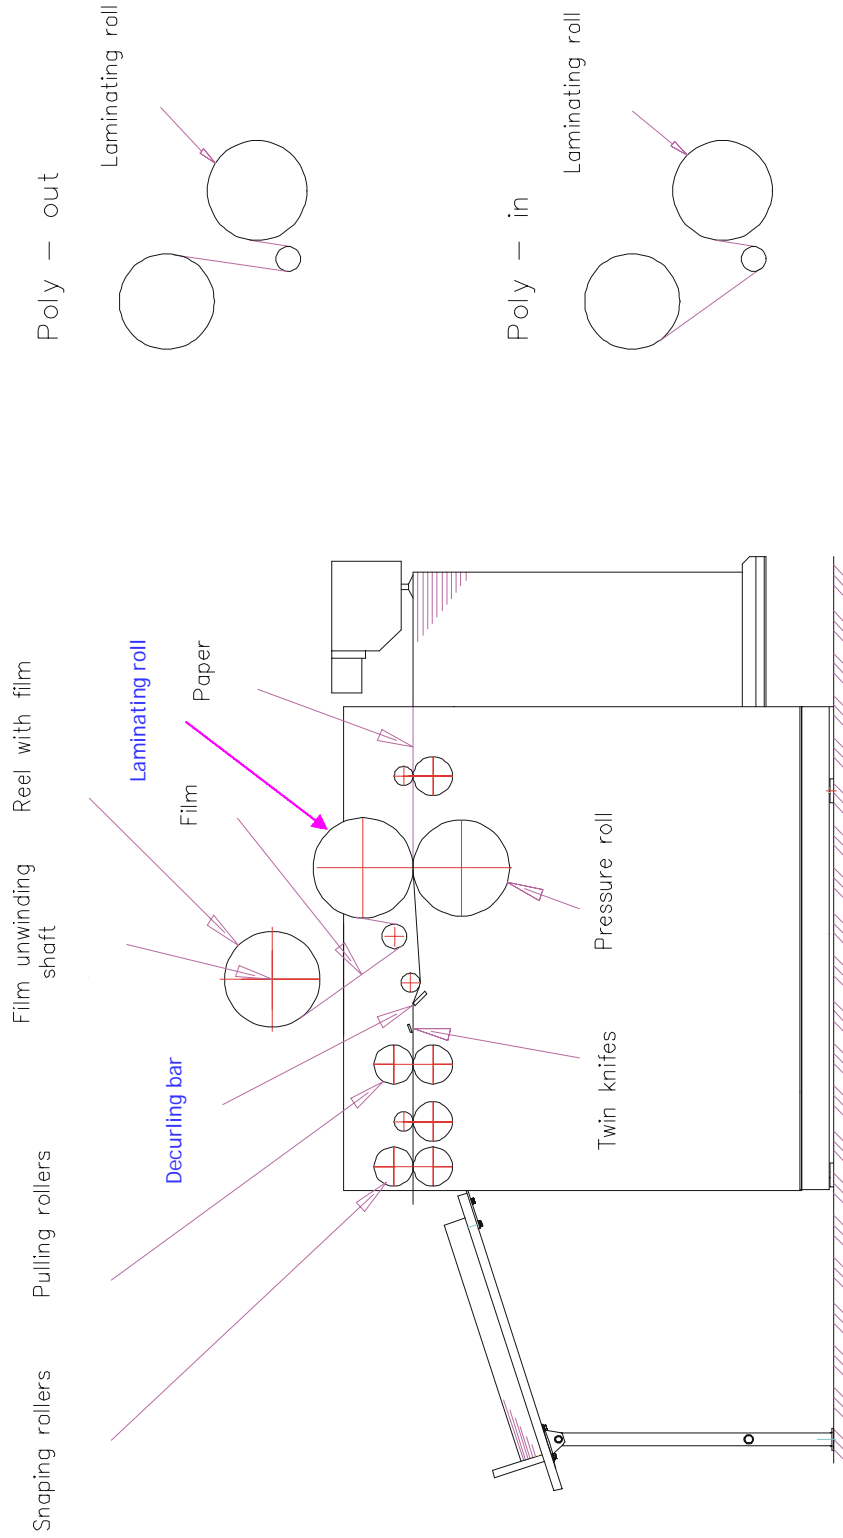 Snaping rollers
Pulling rollers
Film unwinding
shaft
Reel with film
Decurling bar
Film
Laminating roll
Paper
Twin knifes
Pressure roll
Poly - out
Laminating roll
Poly - in
Laminating roll